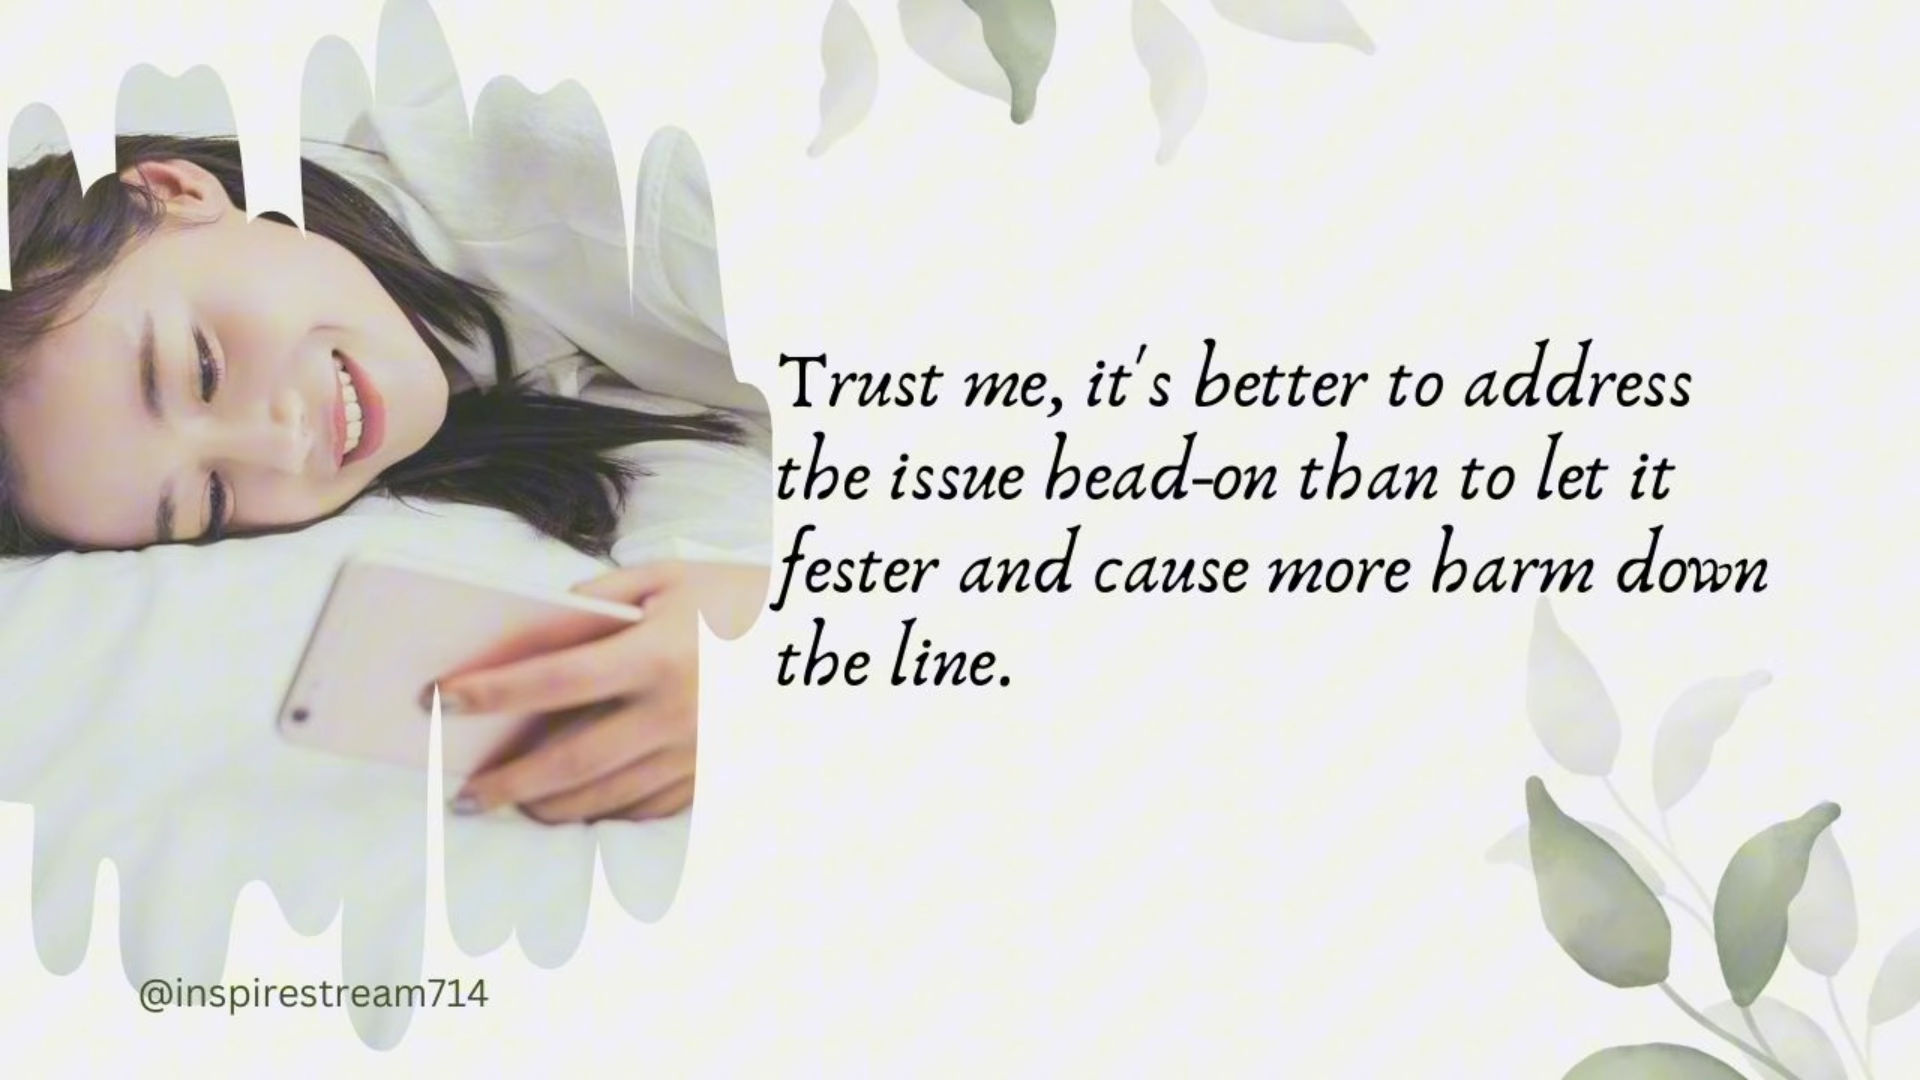 Trust me, it's better to address
the issue head-on than to let it
fester and cause more harm down
the line.
@inspirestream714